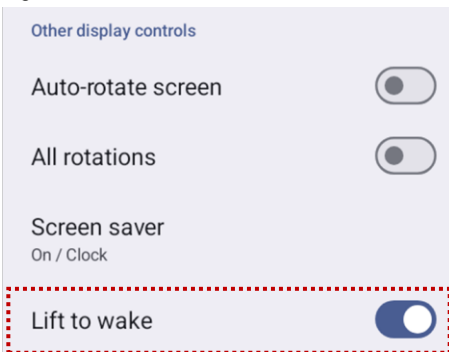 Other display controls
Auto-rotate screen
All rotations
Screen saver
On / Clock
Lift to wake